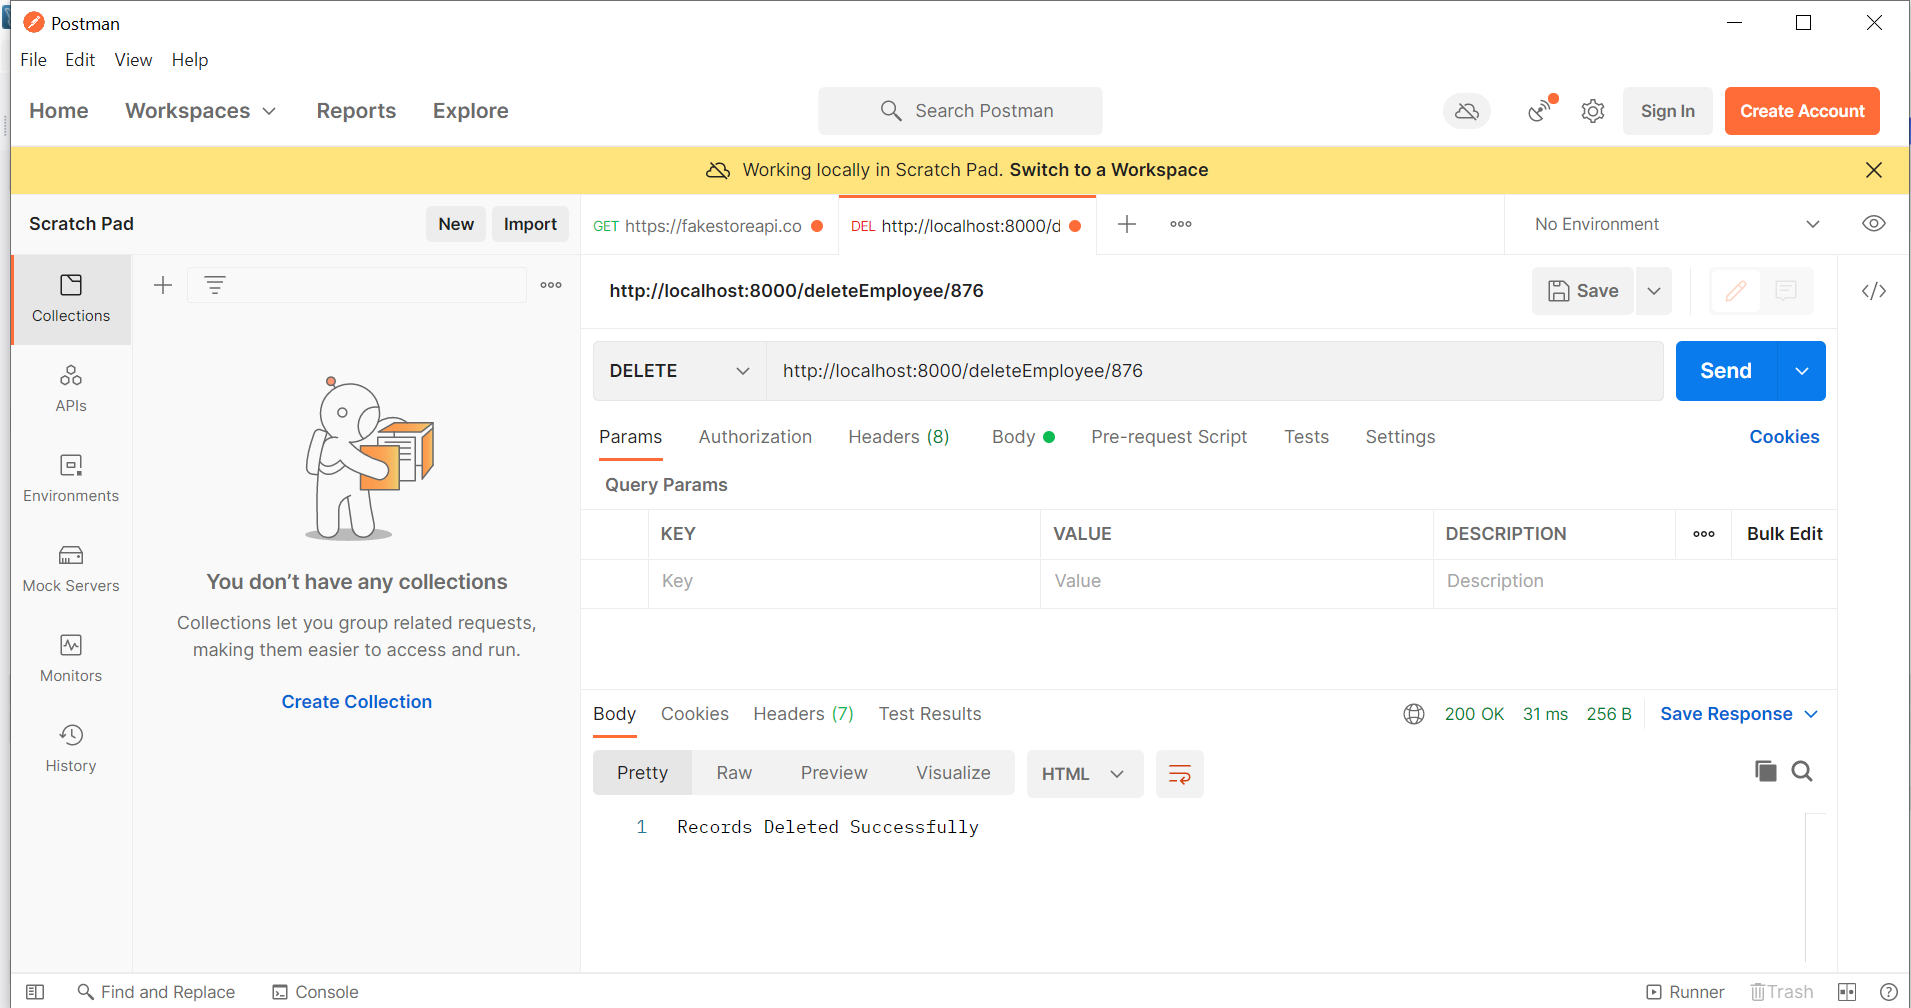 Postman
File Edit View Help
Home Workspaces Reports Explore Search Postman Sign In Create Account
Working locally in Scratch Pad. Switch to a Workspace
Scratch Pad New Import GET https://fakestoreapi.co DEL http://localhost:8000/d No Environment
Collections
APIs
Environments
Mock Servers
Monitors
History
You don’t have any collections
Collections let you group related requests,
making them easier to access and run.
Create Collection
http://localhost:8000/deleteEmployee/876 Save
DELETE http://localhost:8000/deleteEmployee/876 Send
Params Authorization Headers (8) Body Pre-request Script Tests Settings Cookies
Query Params
KEY VALUE DESCRIPTION Bulk Edit
Key Value Description
Body Cookies Headers (7) Test Results 200 OK 31 ms 256 B Save Response
Pretty Raw Preview Visualize HTML
1 Records Deleted Successfully
Find and Replace Console Runner Trash